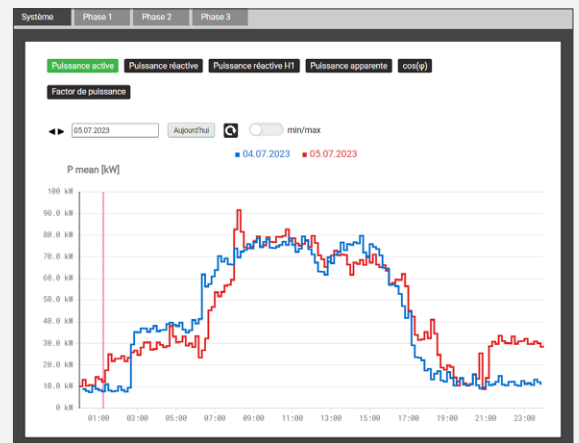 Système Phase 1 Phase 2 Phase 3
Puissance active Puissance réactive Puissance réactive H1 Puissance apparente cos(φ)
Factor de puissance
05.07.2023 Aujourd'hui min/max
04.07.2023 05.07.2023
P mean [kW]
100 kW
90.0 kW
80.0 kW
70.0 kW
60.0 kW
50.0 kW
40.0 kW
30.0 kW
20.0 kW
10.0 kW
0 kW
01:00 03:00 05:00 07:00 09:00 11:00 13:00 15:00 17:00 19:00 21:00 23:00